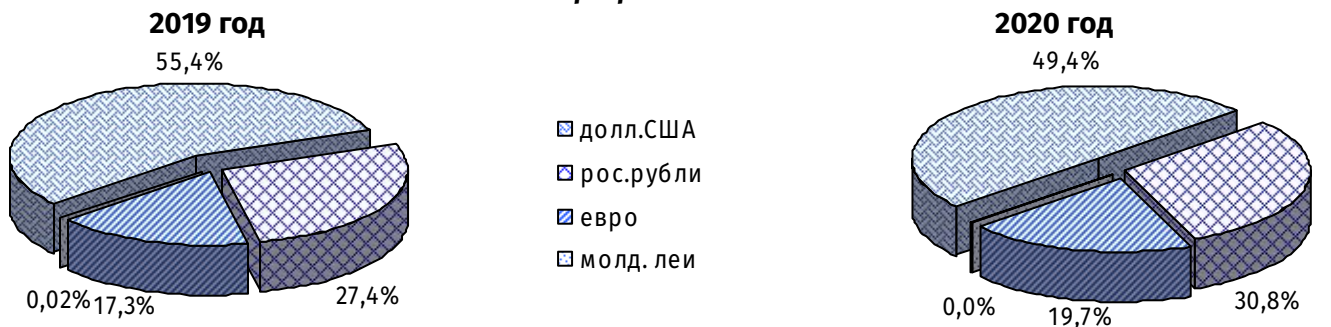 2019 год
55,4%
0,02%
17,3%
27,4%
долл.США
рос.рубли
евро
молд. леи
2020 год
49,4%
0,0%
19,7%
30,8%